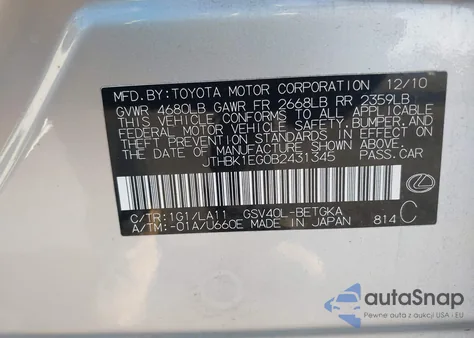 MFD.BY:TOYOTA MOTOR CORPORATION 12/10
GVWR 4680LB GAWR FR 2668LB RR 2359LB
THIS VEHICLE CONFORMS TO ALL APPLICABLE
FEDERAL MOTOR VEHICLE SAFETY,BUMPER,AND
THEFT PREVENTION STANDARDS IN EFFECT ON
THE DATE OF MANUFACTURE SHOWN ABOVE.
JTHBK1EG0B2431345 PASS.CAR
C/TR:1G1/LA11 GSV40L-BETGKA
A/TM:-01A/U660E MADE IN JAPAN 814 C
autoSnap
Pewne auta z aukcji USA i EU